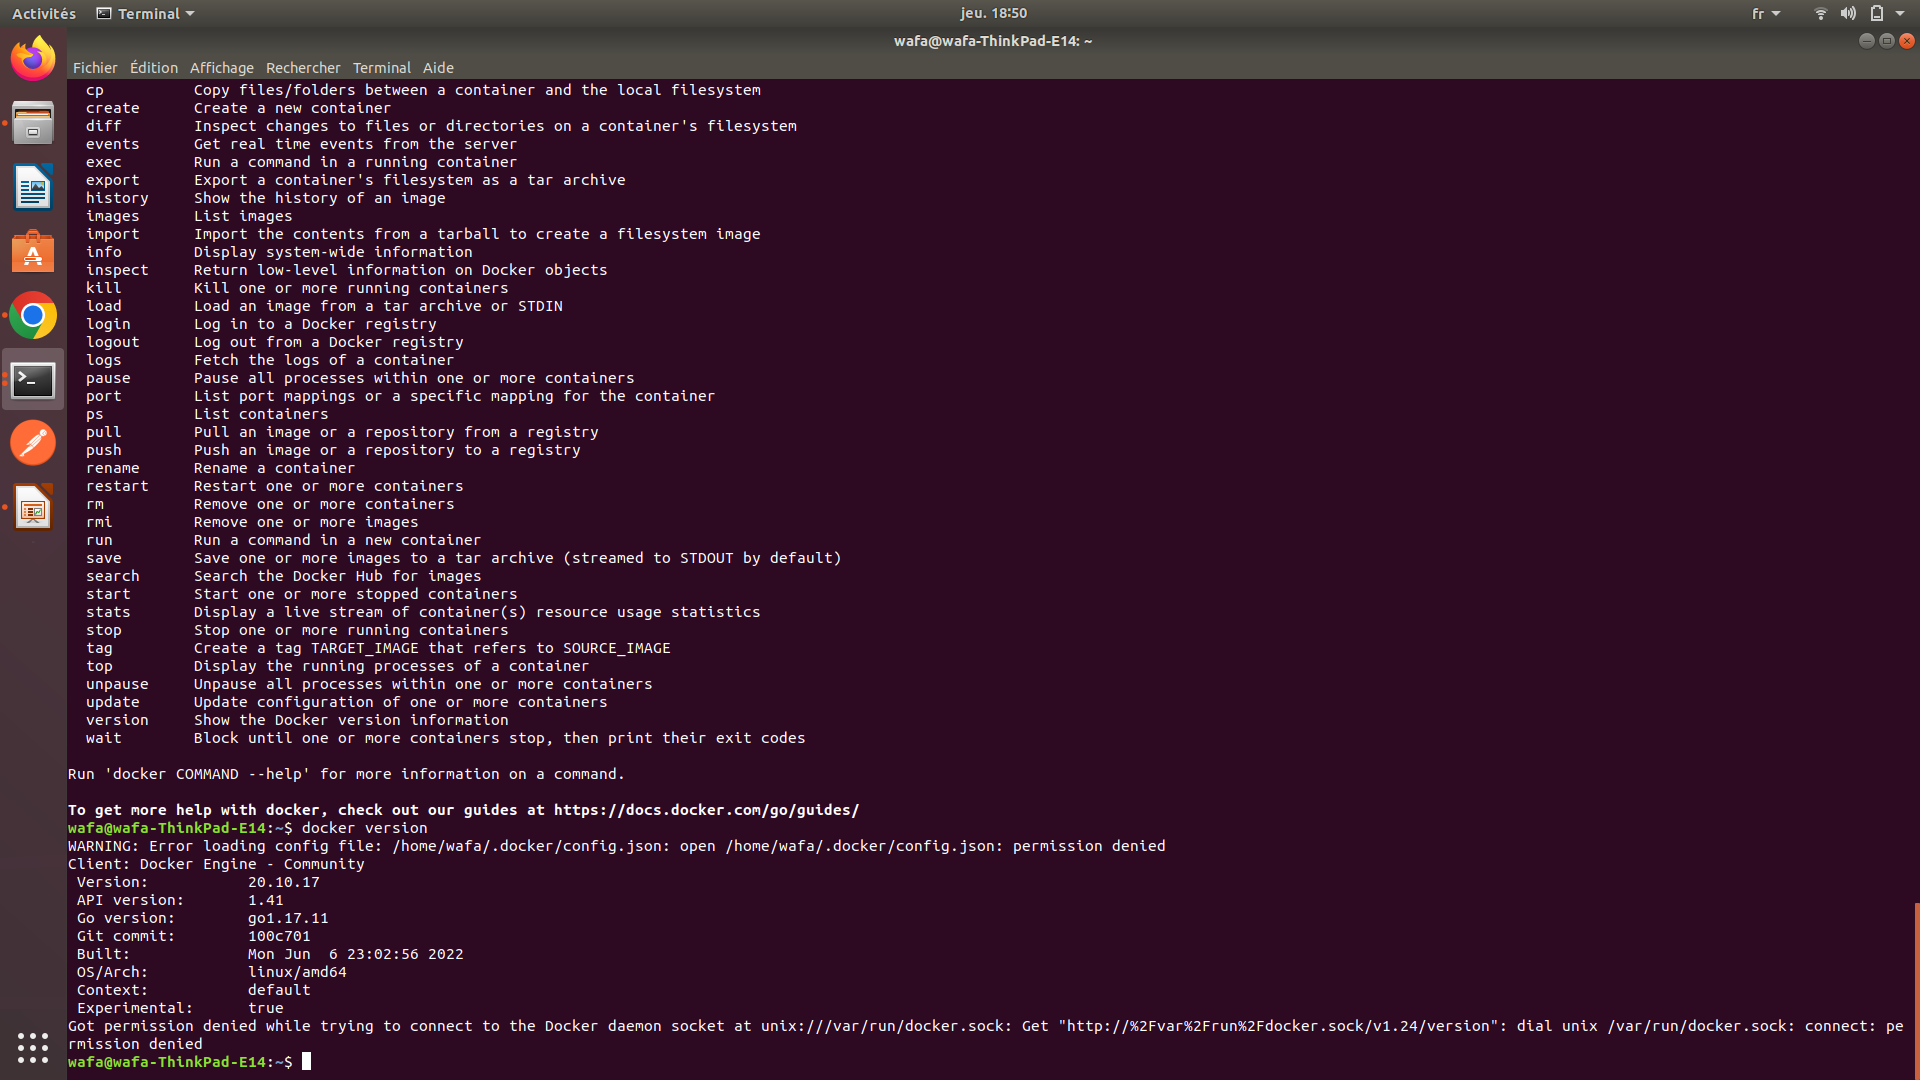 Activités Terminal jeu. 18:50 fr
wafa@wafa-ThinkPad-E14: ~
Fichier Édition Affichage Rechercher Terminal Aide
cp Copy files/folders between a container and the local filesystem
create Create a new container
diff Inspect changes to files or directories on a container's filesystem
events Get real time events from the server
exec Run a command in a running container
export Export a container's filesystem as a tar archive
history Show the history of an image
images List images
import Import the contents from a tarball to create a filesystem image
info Display system-wide information
inspect Return low-level information on Docker objects
kill Kill one or more running containers
load Load an image from a tar archive or STDIN
login Log in to a Docker registry
logout Log out from a Docker registry
logs Fetch the logs of a container
pause Pause all processes within one or more containers
port List port mappings or a specific mapping for the container
ps List containers
pull Pull an image or a repository from a registry
push Push an image or a repository to a registry
rename Rename a container
restart Restart one or more containers
rm Remove one or more containers
rmi Remove one or more images
run Run a command in a new container
save Save one or more images to a tar archive (streamed to STDOUT by default)
search Search the Docker Hub for images
start Start one or more stopped containers
stats Display a live stream of container(s) resource usage statistics
stop Stop one or more running containers
tag Create a tag TARGET_IMAGE that refers to SOURCE_IMAGE
top Display the running processes of a container
unpause Unpause all processes within one or more containers
update Update configuration of one or more containers
version Show the Docker version information
wait Block until one or more containers stop, then print their exit codes
Run 'docker COMMAND --help' for more information on a command.
To get more help with docker, check out our guides at https://docs.docker.com/go/guides/
wafa@wafa-ThinkPad-E14:~$ docker version
WARNING: Error loading config file: /home/wafa/.docker/config.json: open /home/wafa/.docker/config.json: permission denied
Client: Docker Engine - Community
Version: 20.10.17
API version: 1.41
Go version: go1.17.11
Git commit: 100c701
Built: Mon Jun  6 23:02:56 2022
OS/Arch: linux/amd64
Context: default
Experimental: true
Got permission denied while trying to connect to the Docker daemon socket at unix:///var/run/docker.sock: Get "http://%2Fvar%2Frun%2Fdocker.sock/v1.24/version": dial unix /var/run/docker.sock: connect: pe
rmission denied
wafa@wafa-ThinkPad-E14:~$